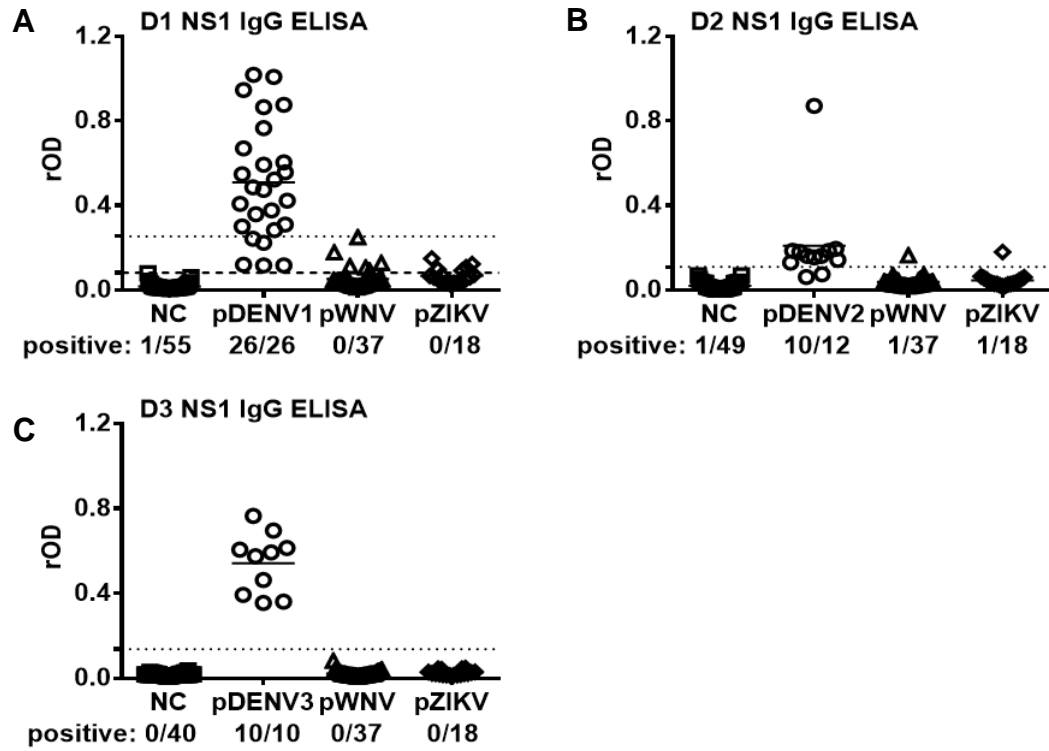 A D1 NS1 IgG ELISA
1.2
0.8
0.4
0.0
rOD
NC pDENV1 pWNV pZIKV
positive: 1/55 26/26 0/37 0/18
B D2 NS1 IgG ELISA
1.2
0.8
0.4
0.0
rOD
NC pDENV2 pWNV pZIKV
positive: 1/49 10/12 1/37 1/18
C D3 NS1 IgG ELISA
1.2
0.8
0.4
0.0
rOD
NC pDENV3 pWNV pZIKV
positive: 0/40 10/10 0/37 0/18